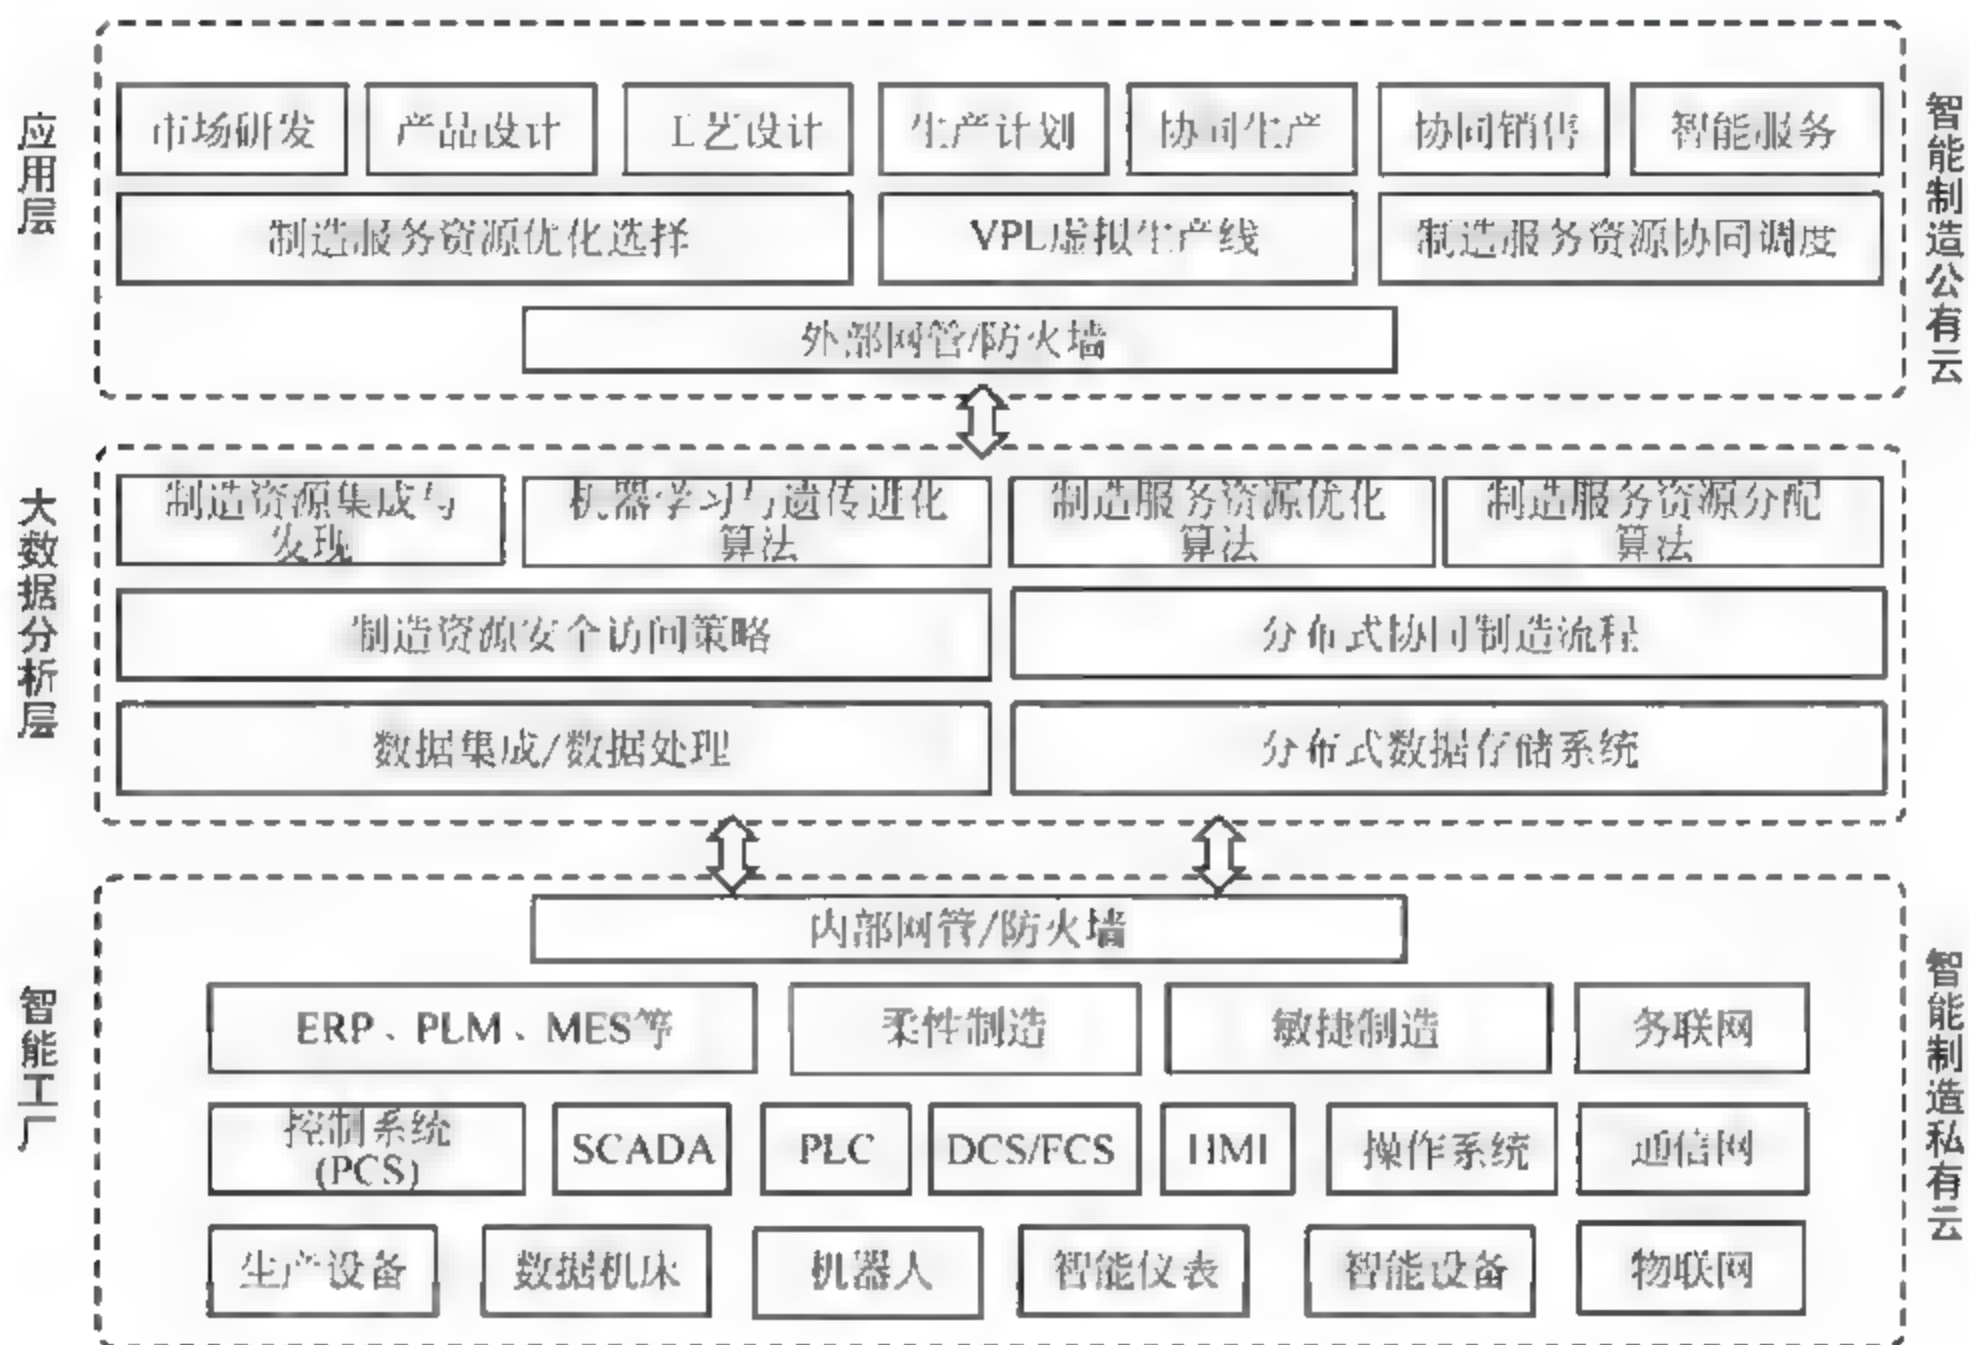 应用层
智能制造公有云
市场研发
产品设计
工艺设计
生产计划
协同生产
协同销售
智能服务
制造服务资源优化选择
VPL虚拟生产线
制造服务资源协同调度
外部网管/防火墙
大数据分析层
制造资源集成与
发现
机器学习与遗传进化
算法
制造服务资源优化
算法
制造服务资源分配
算法
制造资源安全访问策略
分布式协同制造流程
数据集成/数据处理
分布式数据存储系统
智能工厂
智能制造私有云
内部网管/防火墙
ERP、PLM、MES等
柔性制造
敏捷制造
务联网
控制系统
(PCS)
SCADA
PLC
DCS/FCS
HMI
操作系统
通信网
生产设备
数据机床
机器人
智能仪表
智能设备
物联网